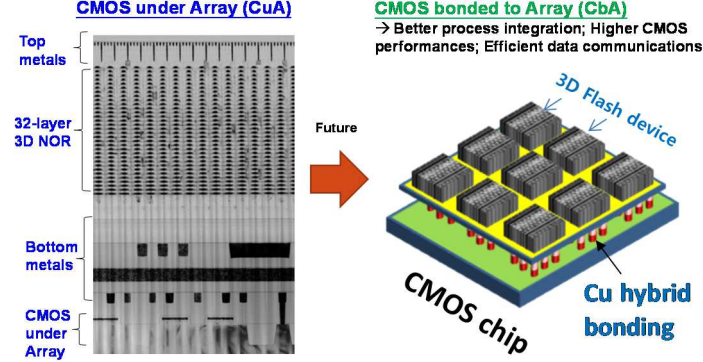 CMOS under Array (CuA)
Top
metals
32-layer
3D NOR
Bottom
metals
CMOS
under
Array
Future
CMOS bonded to Array (CbA)
→ Better process integration; Higher CMOS
performances; Efficient data communications
3D Flash device
CMOS chip
Cu hybrid
bonding